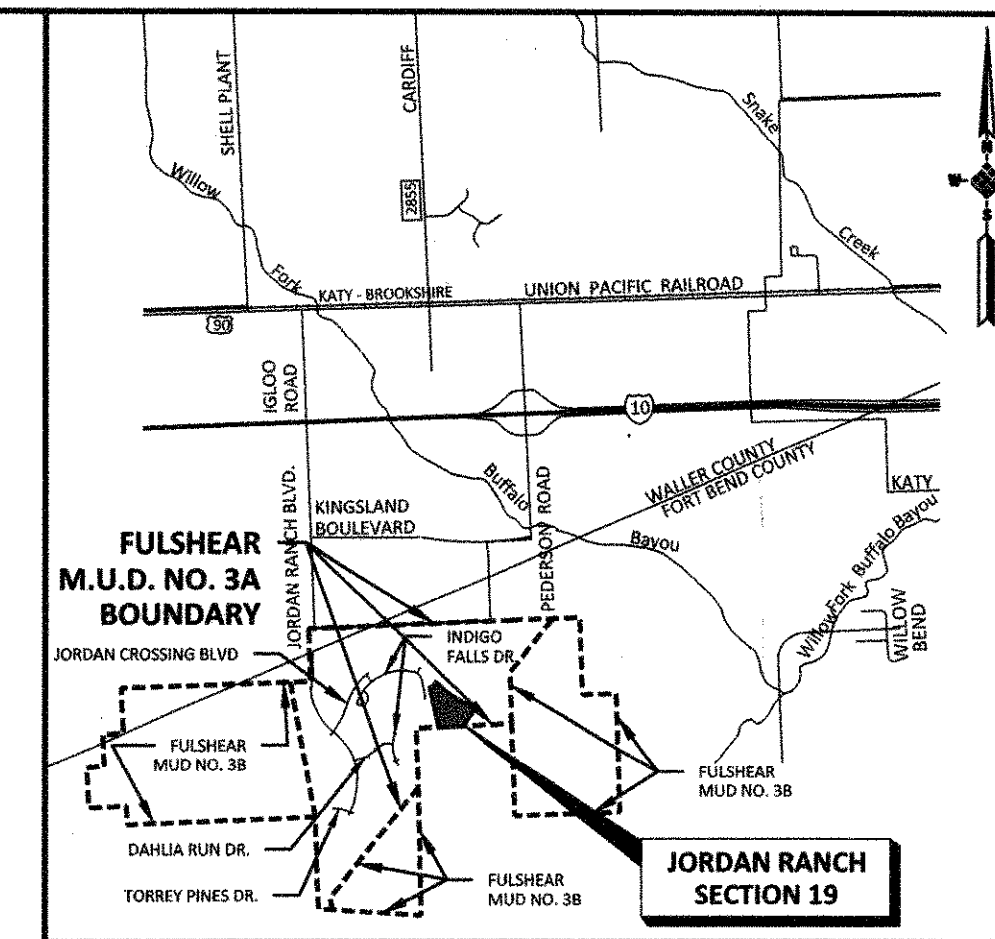 SHELL PLANT
CARDIFF
Snake
Creek
N
W
S
Willow
Fork
2855
KATY - BROOKSHIRE
UNION PACIFIC RAILROAD
90
IGLOO
ROAD
10
WALLER COUNTY
FORT BEND COUNTY
KATY
Buffalo
Bayou
JORDAN RANCH BLVD.
KINGSLAND
BOULEVARD
PEDERSON ROAD
Willow Fork Buffalo Bayou
WILLOW
BEND
FULSHEAR
M.U.D. NO. 3A
BOUNDARY
JORDAN CROSSING BLVD
INDIGO
FALLS DR.
FULSHEAR
MUD NO. 3B
FULSHEAR
MUD NO. 3B
DAHLIA RUN DR.
TORREY PINES DR.
FULSHEAR
MUD NO. 3B
JORDAN RANCH
SECTION 19